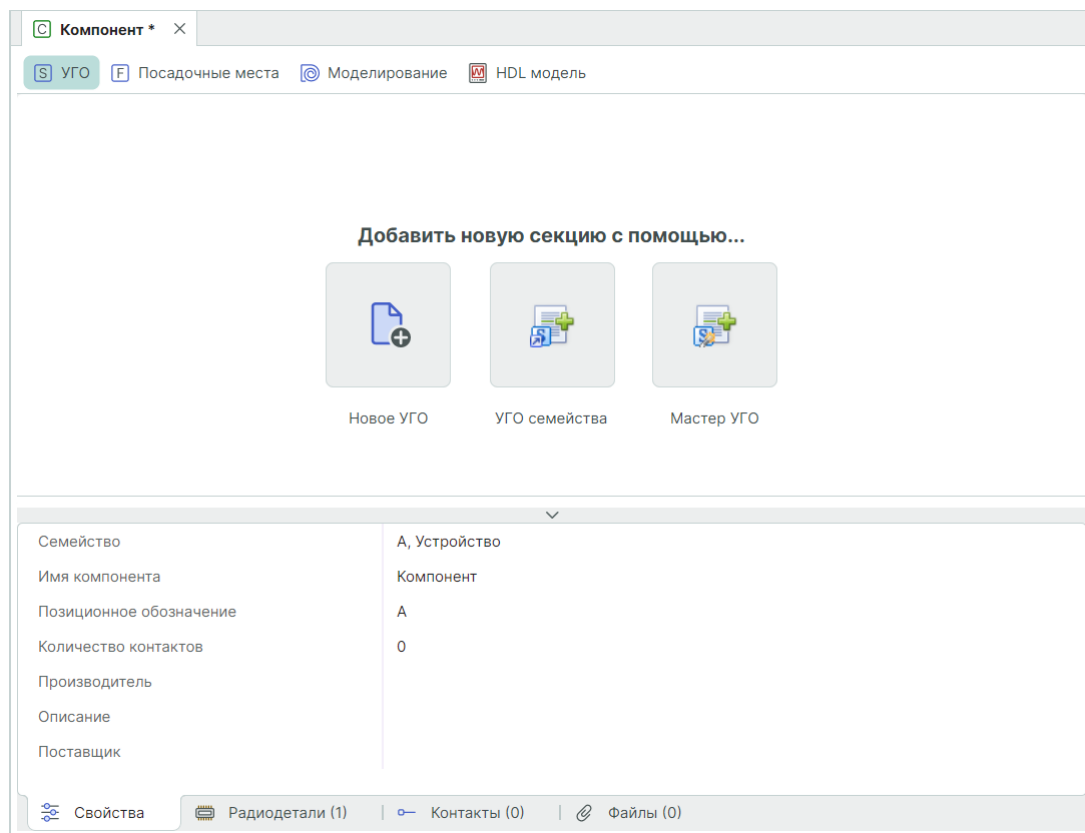 C Компонент *
S УГО F Посадочные места Моделирование HDL модель
Добавить новую секцию с помощью...
Новое УГО УГО семейства Мастер УГО
Семейство А, Устройство
Имя компонента Компонент
Позиционное обозначение А
Количество контактов 0
Производитель
Описание
Поставщик
Свойства Радиодетали (1) Контакты (0) Файлы (0)